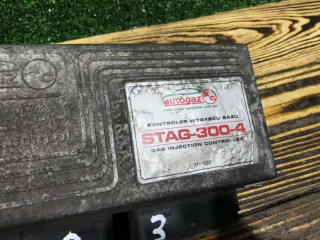 autogaz
KONTROLER WTRYSKU GAZU
STAG-300-4
GAS INJECTION CONTROLLER
3